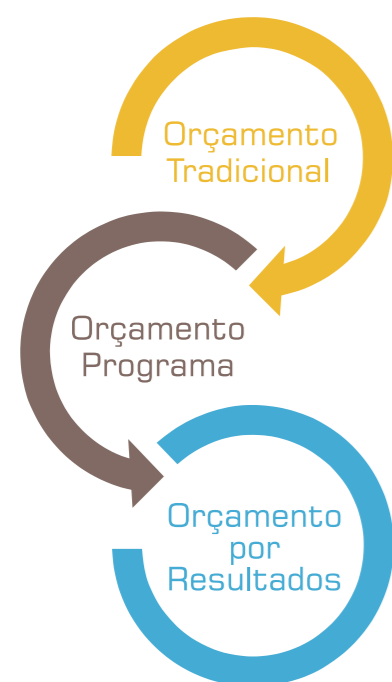 Orçamento
Tradicional
Orçamento
Programa
Orçamento
por
Resultados